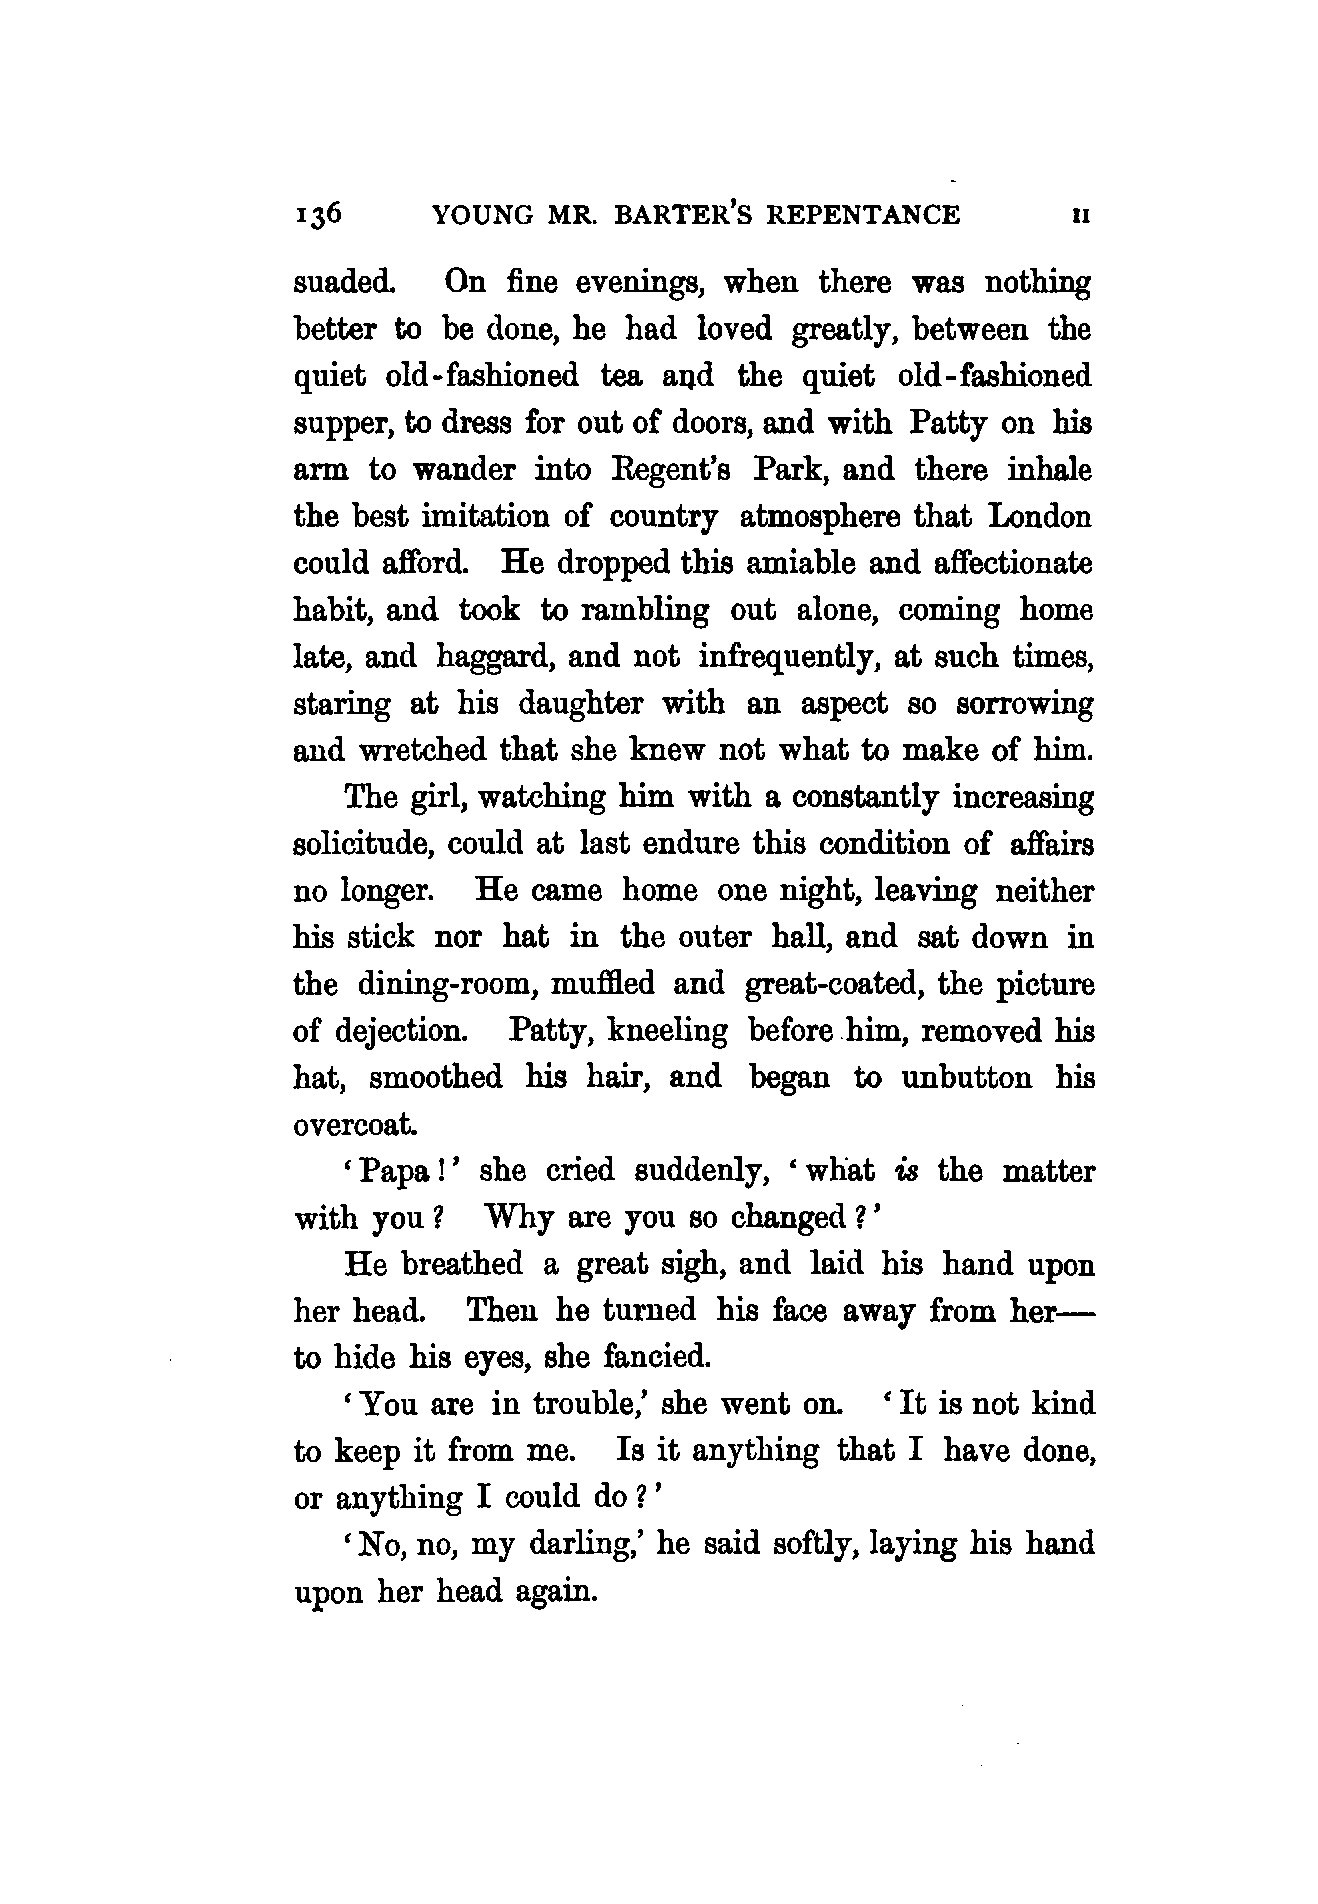 136 YOUNG MR. BARTER'S REPENTANCE II
suaded. On fine evenings, when there was nothing
better to be done, he had loved greatly, between the
quiet old-fashioned tea and the quiet old-fashioned
supper, to dress for out of doors, and with Patty on his
arm to wander into Regent's Park, and there inhale
the best imitation of country atmosphere that London
could afford. He dropped this amiable and affectionate
habit, and took to rambling out alone, coming home
late, and haggard, and not infrequently, at such times,
staring at his daughter with an aspect so sorrowing
and wretched that she knew not what to make of him.
The girl, watching him with a constantly increasing
solicitude, could at last endure this condition of affairs
no longer. He came home one night, leaving neither
his stick nor hat in the outer hall, and sat down in
the dining-room, muffled and great-coated, the picture
of dejection. Patty, kneeling before him, removed his
hat, smoothed his hair, and began to unbutton his
overcoat.
‘Papa!’ she cried suddenly, ‘what is the matter
with you? Why are you so changed?’
He breathed a great sigh, and laid his hand upon
her head. Then he turned his face away from her—
to hide his eyes, she fancied.
‘You are in trouble,’ she went on. ‘It is not kind
to keep it from me. Is it anything that I have done,
or anything I could do?’
‘No, no, my darling,’ he said softly, laying his hand
upon her head again.